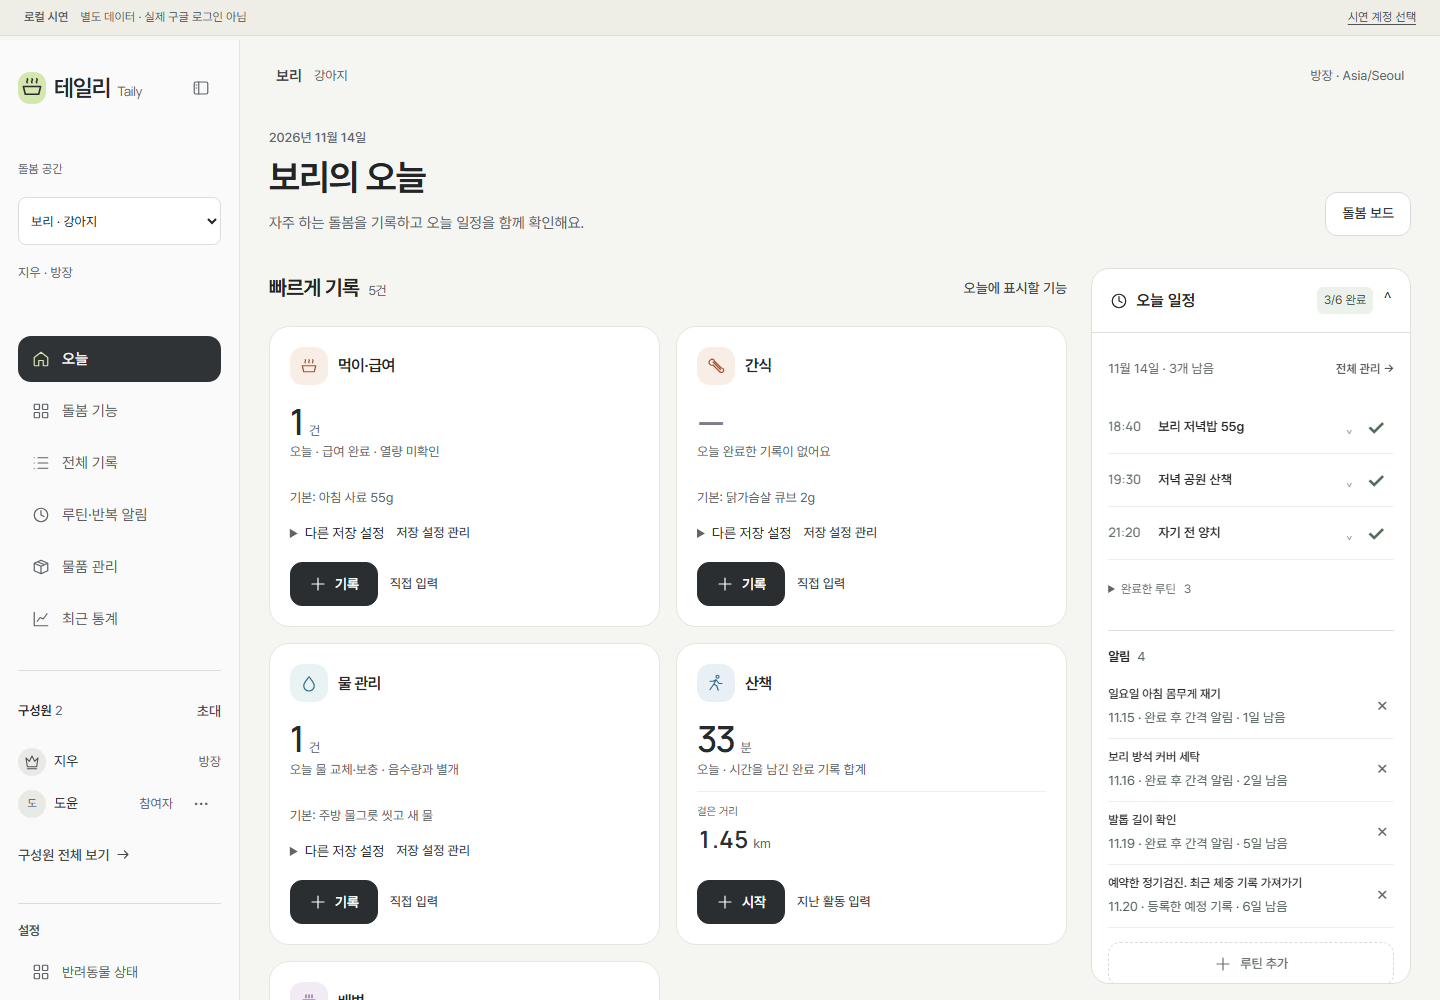 로컬 시연 별도 데이터 · 실제 구글 로그인 아님
시연 계정 선택
테일리 Taily
돌봄 공간
보리 · 강아지
지우 · 방장
오늘
돌봄 기능
전체 기록
루틴·반복 알림
물품 관리
최근 통계
구성원 2
초대
지우
방장
도
도윤
참여자
구성원 전체 보기 →
설정
반려동물 상태
보리 강아지
방장 · Asia/Seoul
2026년 11월 14일
보리의 오늘
자주 하는 돌봄을 기록하고 오늘 일정을 함께 확인해요.
돌봄 보드
빠르게 기록 5건
오늘에 표시할 기능
먹이·급여
1 건
오늘 · 급여 완료 · 열량 미확인
기본: 아침 사료 55g
▶ 다른 저장 설정 저장 설정 관리
+ 기록 직접 입력
간식
—
오늘 완료한 기록이 없어요
기본: 닭가슴살 큐브 2g
▶ 다른 저장 설정 저장 설정 관리
+ 기록 직접 입력
물 관리
1 건
오늘 물 교체·보충 · 음수량과 별개
기본: 주방 물그릇 씻고 새 물
▶ 다른 저장 설정 저장 설정 관리
+ 기록 직접 입력
산책
33 분
오늘 · 시간을 남긴 완료 기록 합계
걸은 거리
1.45 km
+ 시작 지난 활동 입력
오늘 일정
3/6 완료
11월 14일 · 3개 남음
전체 관리 →
18:40 보리 저녁밥 55g
19:30 저녁 공원 산책
21:20 자기 전 양치
▶ 완료한 루틴 3
알림 4
일요일 아침 몸무게 재기
11.15 · 완료 후 간격 알림 · 1일 남음
보리 방석 커버 세탁
11.16 · 완료 후 간격 알림 · 2일 남음
발톱 길이 확인
11.19 · 완료 후 간격 알림 · 5일 남음
예약한 정기검진. 최근 체중 기록 가져가기
11.20 · 등록한 예정 기록 · 6일 남음
+ 루틴 추가